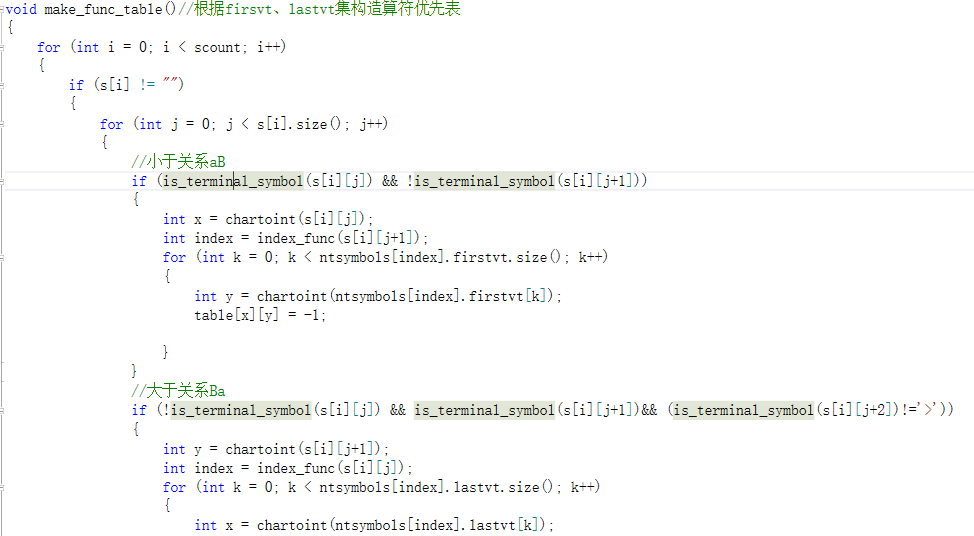 void make_func_table()//根据firsvt、lastvt集构造算符优先表
{
for (int i = 0; i < scount; i++)
{
if (s[i] != "")
{
for (int j = 0; j < s[i].size(); j++)
{
//小于关系aB
if (is_terminal_symbol(s[i][j]) && !is_terminal_symbol(s[i][j+1]))
{
int x = chartoint(s[i][j]);
int index = index_func(s[i][j+1]);
for (int k = 0; k < ntsymbols[index].firstvt.size(); k++)
{
int y = chartoint(ntsymbols[index].firstvt[k]);
table[x][y] = -1;
}
}
//大于关系Ba
if (!is_terminal_symbol(s[i][j]) && is_terminal_symbol(s[i][j+1])&& (is_terminal_symbol(s[i][j+2])!='>'))
{
int y = chartoint(s[i][j+1]);
int index = index_func(s[i][j]);
for (int k = 0; k < ntsymbols[index].lastvt.size(); k++)
{
int x = chartoint(ntsymbols[index].lastvt[k]);